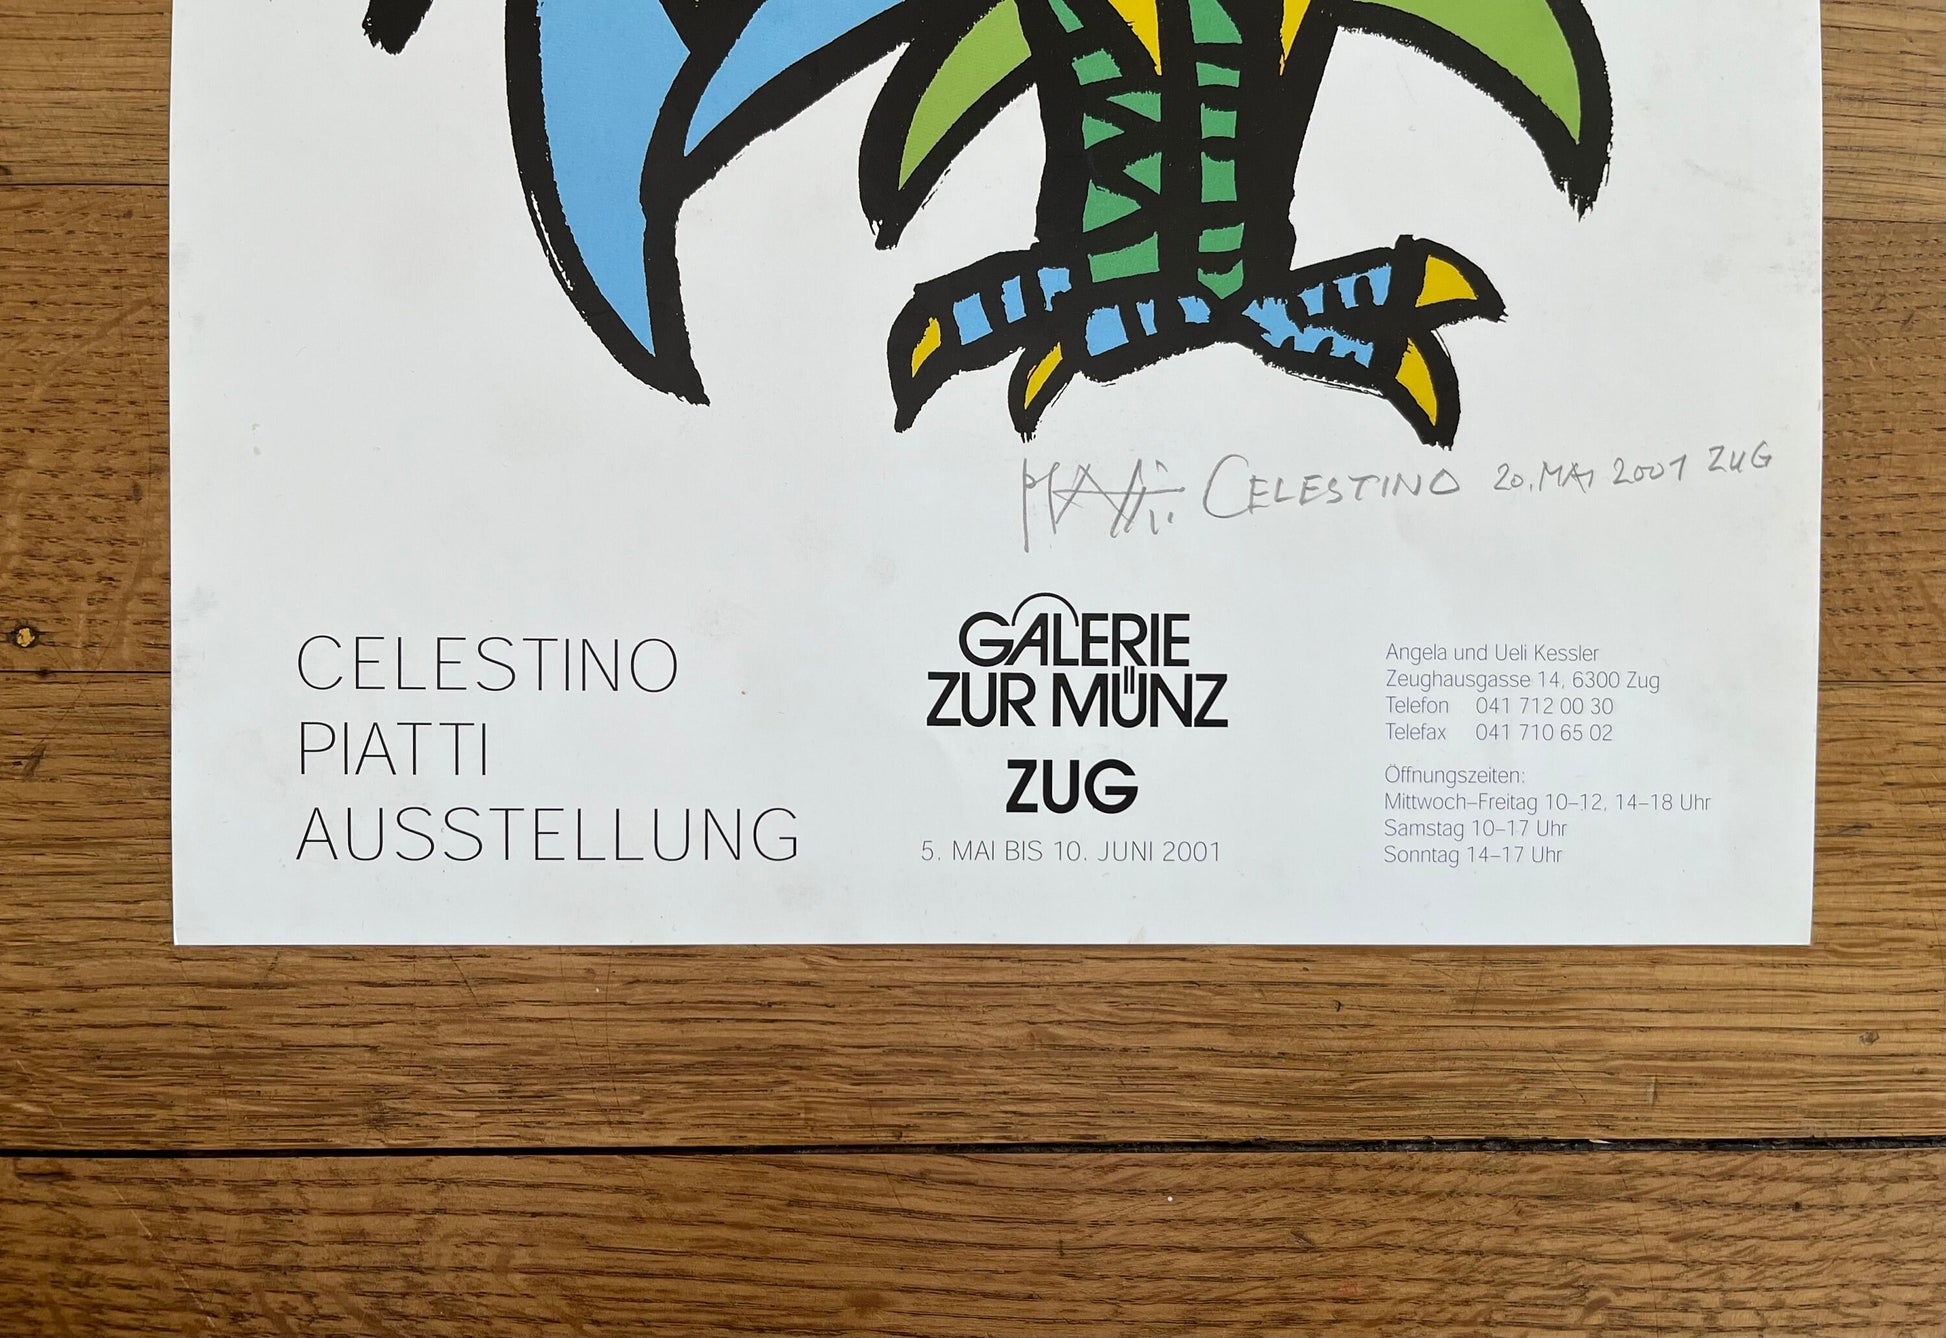 Piatti. CELESTINO 20. MAI 2001 ZUG
CELESTINO
PIATTI
AUSSTELLUNG
GALERIE
ZUR MÜNZ
ZUG
5. MAI BIS 10. JUNI 2001
Angela und Ueli Kessler
Zeughausgasse 14, 6300 Zug
Telefon 041 712 00 30
Telefax 041 710 65 02
Öffnungszeiten:
Mittwoch–Freitag 10–12, 14–18 Uhr
Samstag 10–17 Uhr
Sonntag 14–17 Uhr